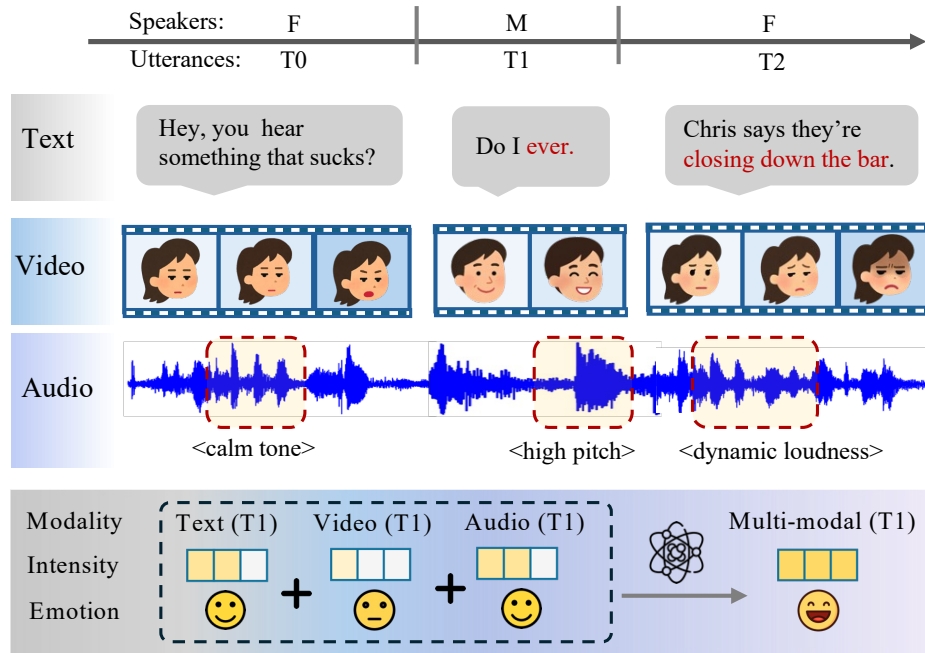 Speakers: F M F
Utterances: T0 T1 T2
Text
Hey, you hear
something that sucks?
Do I ever.
Chris says they're
closing down the bar.
Video
Audio
<calm tone>
<high pitch>
<dynamic loudness>
Modality Text (T1) Video (T1) Audio (T1) Multi-modal (T1)
Intensity
Emotion